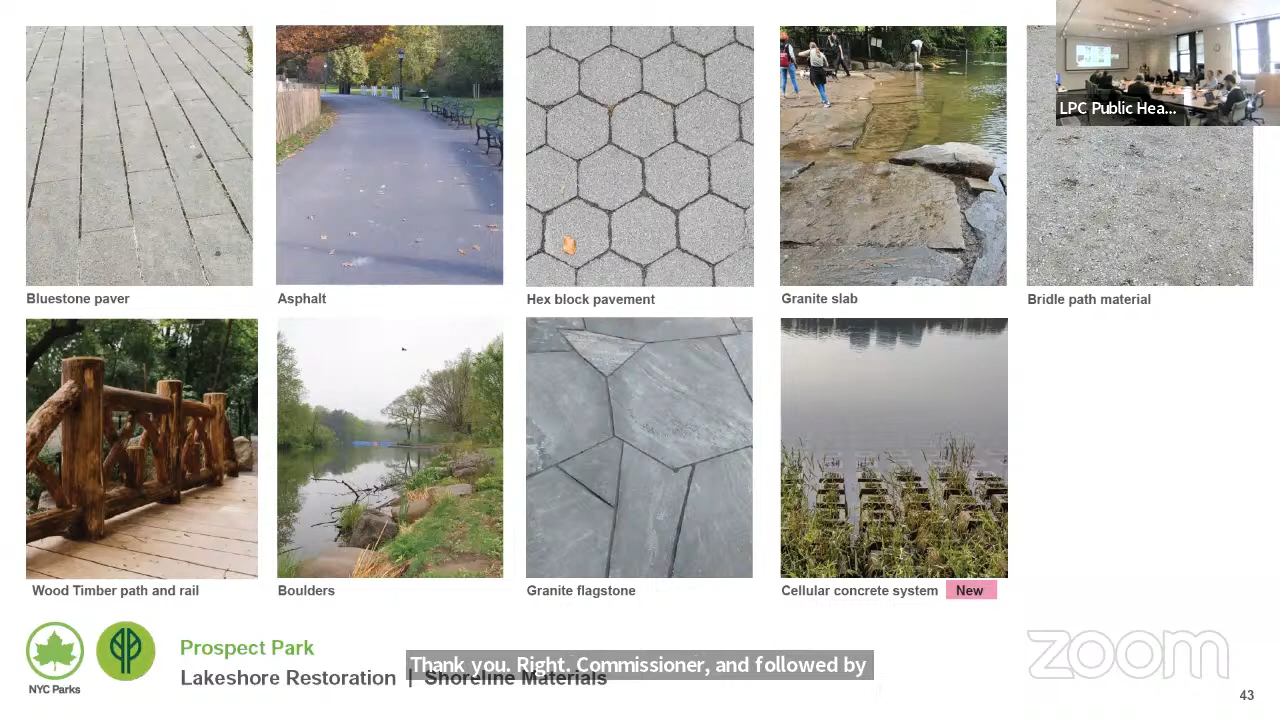 LPC Public Hea...
Bluestone paver
Asphalt
Hex block pavement
Granite slab
Bridle path material
Wood Timber path and rail
Boulders
Granite flagstone
Cellular concrete system New
NYC Parks
Prospect Park
Lakeshore Restoration | Shoreline Materials
Thank you. Right. Commissioner, and followed by
zoom
43